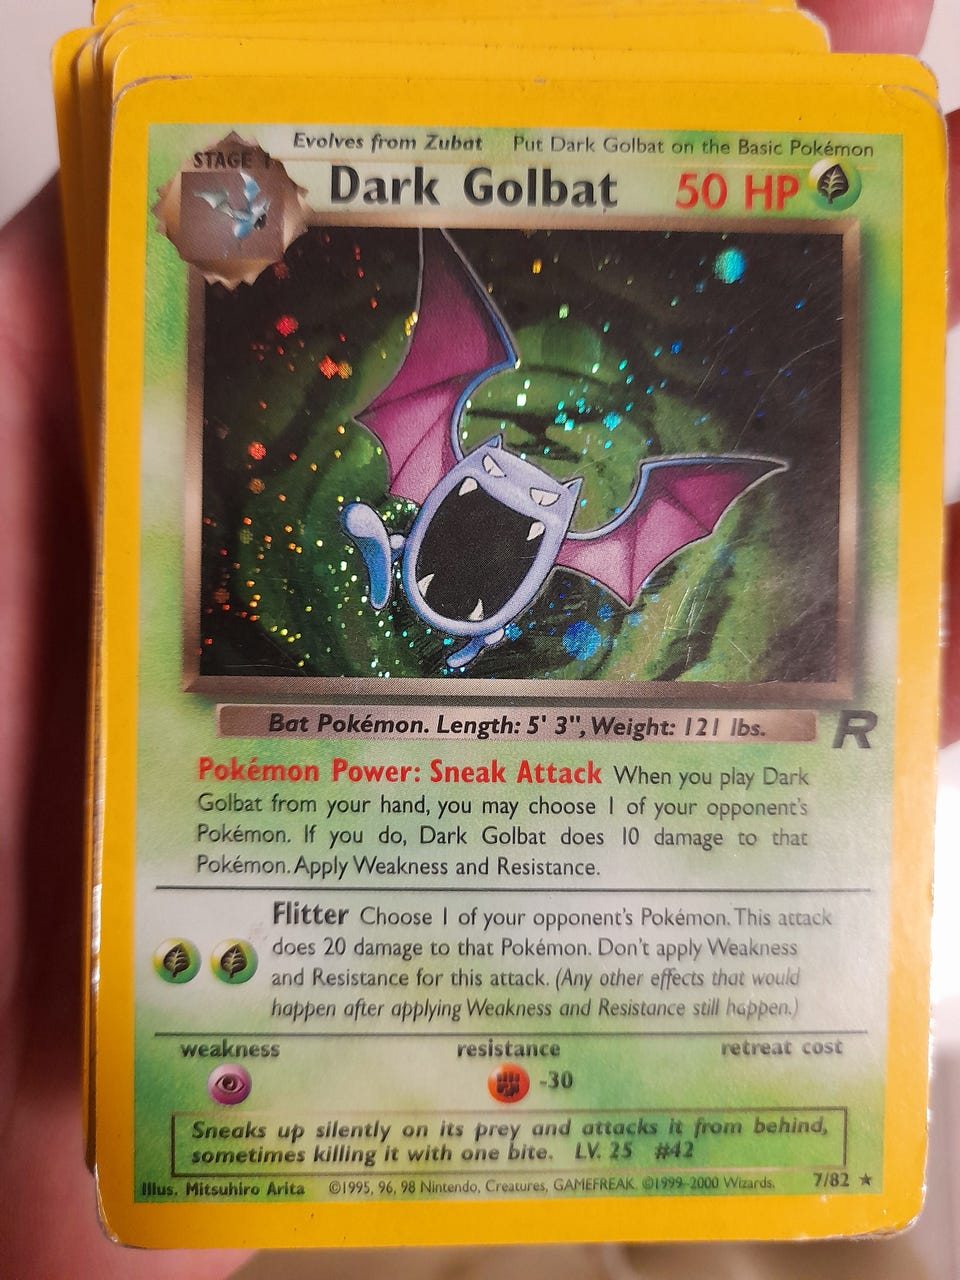 Evolves from Zubat Put Dark Golbat on the Basic Pokémon
STAGE 1
Dark Golbat 50 HP
Bat Pokémon. Length: 5' 3", Weight: 121 lbs.
R
Pokémon Power: Sneak Attack When you play Dark
Golbat from your hand, you may choose 1 of your opponent's
Pokémon. If you do, Dark Golbat does 10 damage to that
Pokémon. Apply Weakness and Resistance.
Flitter Choose 1 of your opponent's Pokémon. This attack
does 20 damage to that Pokémon. Don't apply Weakness
and Resistance for this attack. (Any other effects that would
happen after applying Weakness and Resistance still happen.)
weakness resistance retreat cost
-30
Sneaks up silently on its prey and attacks it from behind,
sometimes killing it with one bite. LV. 25 #42
Illus. Mitsuhiro Arita ©1995, 96, 98 Nintendo, Creatures, GAMEFREAK. ©1999-2000 Wizards. 7/82 ★